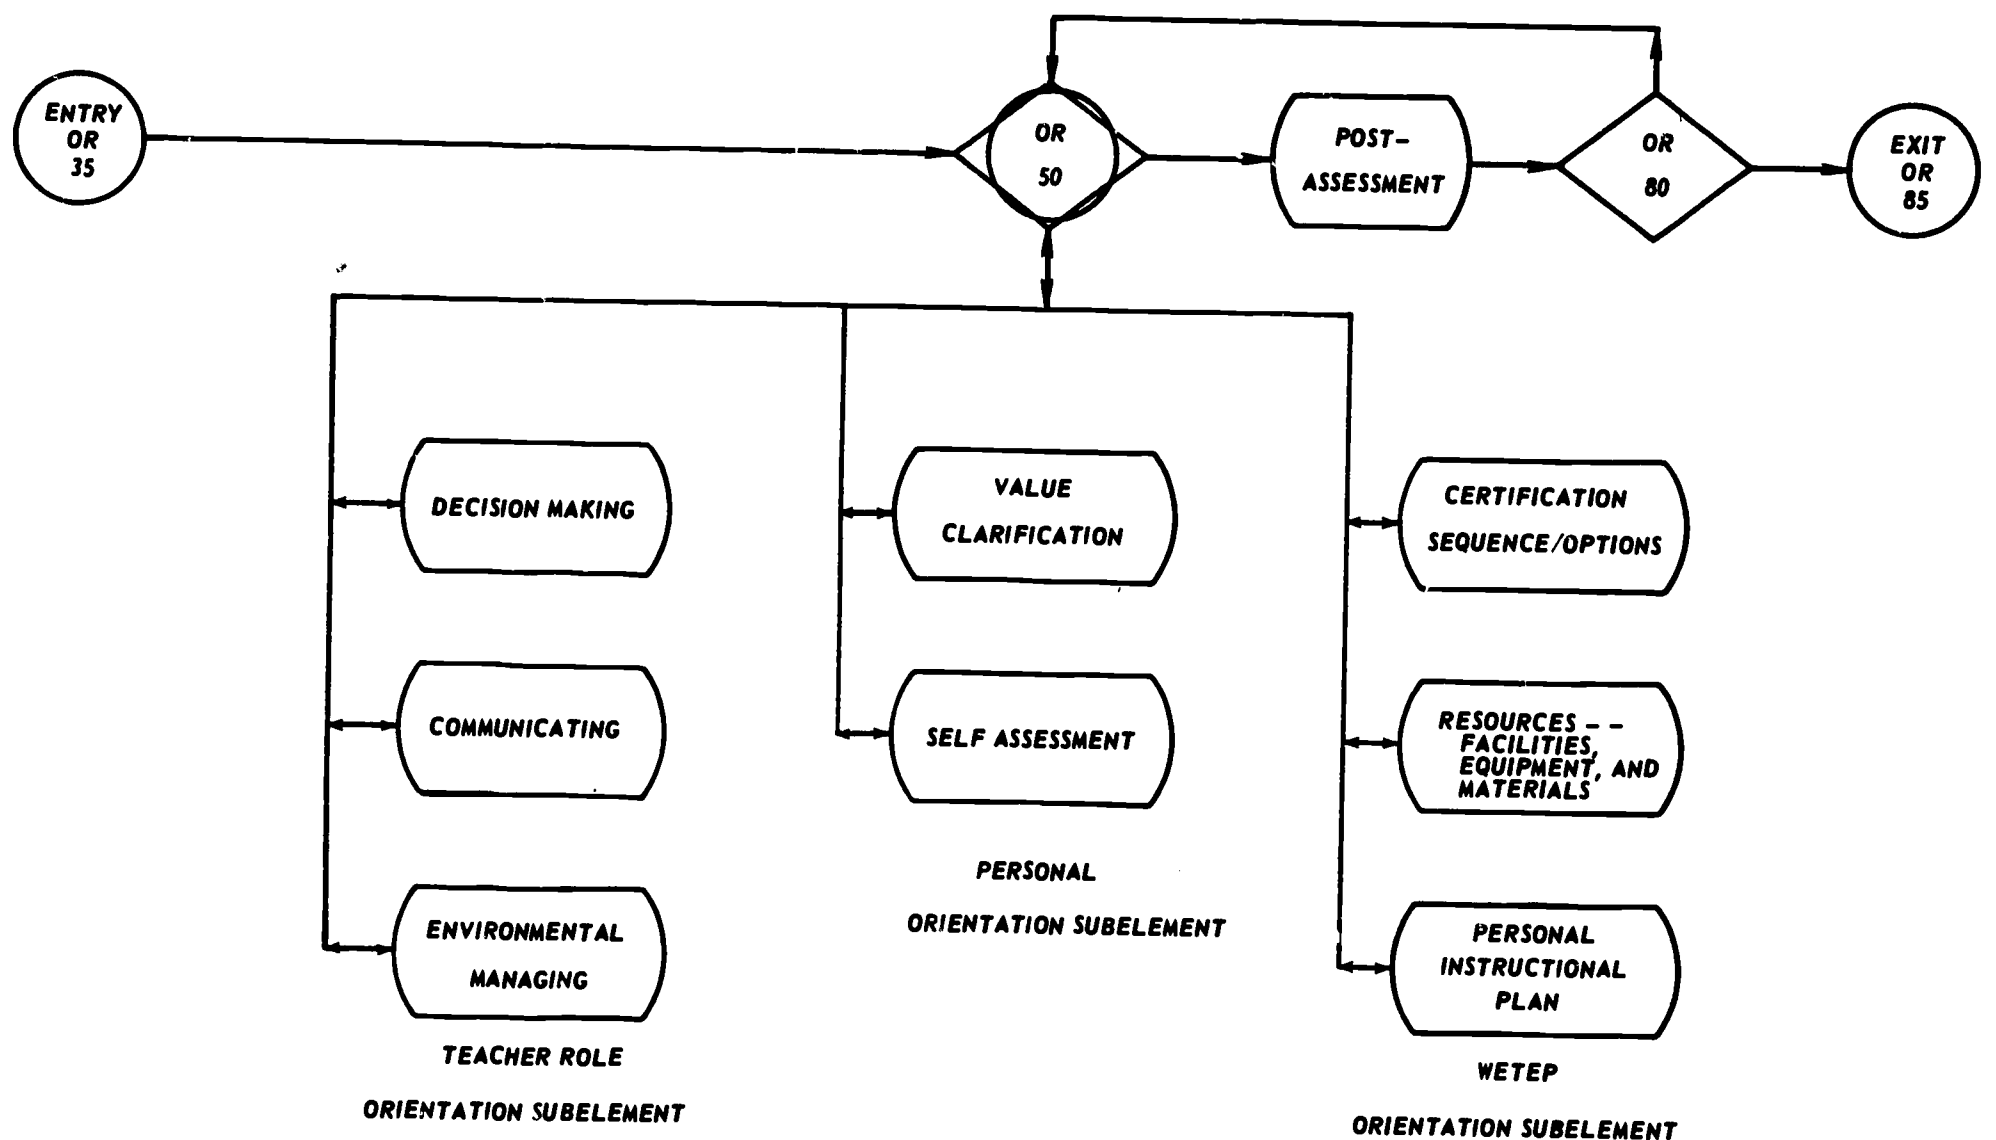 ENTRY
OR
35
OR
50
POST-
ASSESSMENT
OR
80
EXIT
OR
85
DECISION MAKING
COMMUNICATING
ENVIRONMENTAL
MANAGING
TEACHER ROLE
ORIENTATION SUBELEMENT
VALUE
CLARIFICATION
SELF ASSESSMENT
PERSONAL
ORIENTATION SUBELEMENT
CERTIFICATION
SEQUENCE/OPTIONS
RESOURCES - -
FACILITIES,
EQUIPMENT, AND
MATERIALS
PERSONAL
INSTRUCTIONAL
PLAN
WETEP
ORIENTATION SUBELEMENT